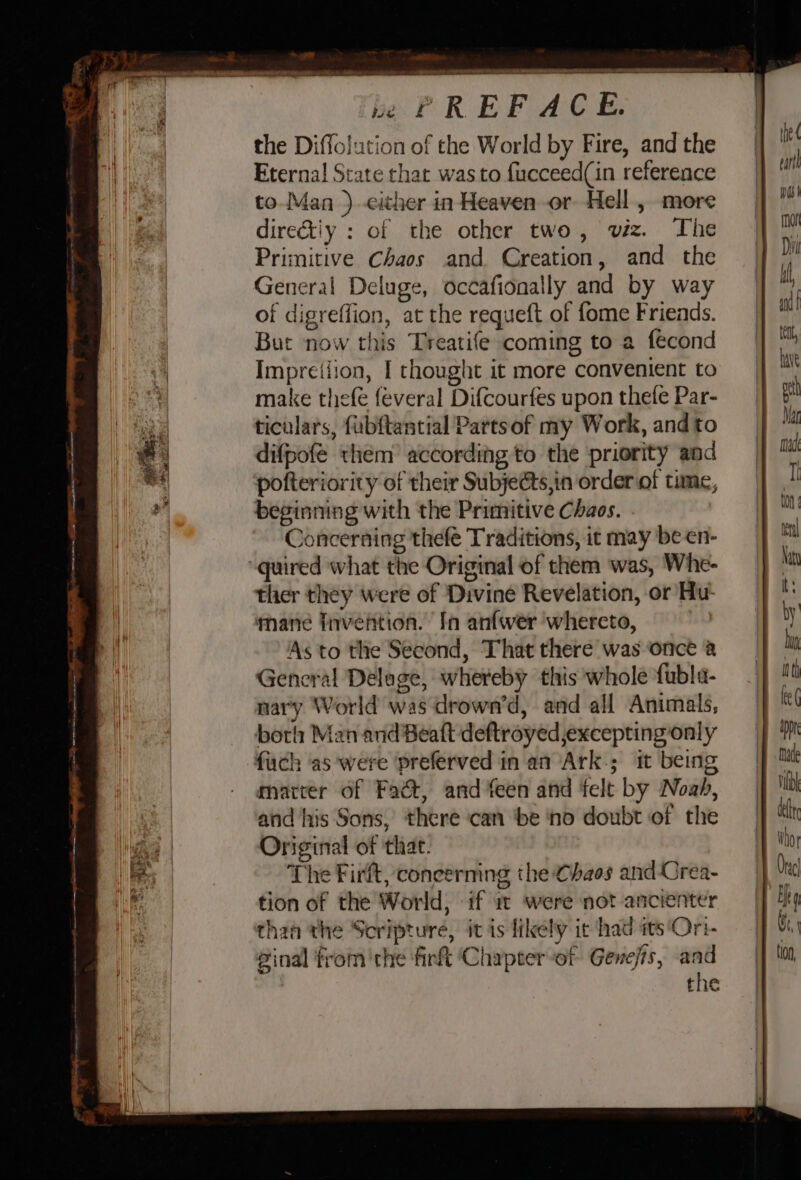 The PREFACE.
the Diſſolution of the World by Fire, and the
Eternal State that was to ſucceed(in reference
to Man ) either in Heaven or Hell , more
directly : of the other two , viz. The
Primitive Chaos and Creation, and the
General Deluge, occaſionally and by way
of digreſſion, at the requeſt of ſome Friends.
But now this Treatiſe coming to a ſecond
Impreſſion, I thought it more convenient to
make theſe ſeveral Diſcourſes upon theſe Par-
ticulars, ſubſtantial Parts of my Work, and to
diſpoſe them according to the priority and
poſteriority of their Subjects,in order of time,
beginning with the Primitive Chaos.
Concerning theſe Traditions, it may be en-
quired what the Original of them was, Whe-
ther they were of Divine Revelation, or Hu-
mane Invention. In anſwer whereto,
As to the Second, That there was once a
General Deluge, whereby this whole ſublu-
nary World was drown'd, and all Animals,
both Man and Beaſt deſtroyed,excepting only
ſuch as were preſerved in an Ark ; it being
matter of Fact, and ſeen and felt by Noah,
and his Sons, there can be no doubt of the
Original of that.
The Firſt, concerning the Chaos and Crea-
tion of the World, if it were not ancienter
than the Scripture, it is likely it had its Ori-
ginal from the firſt Chapter of Geneſis, and
the